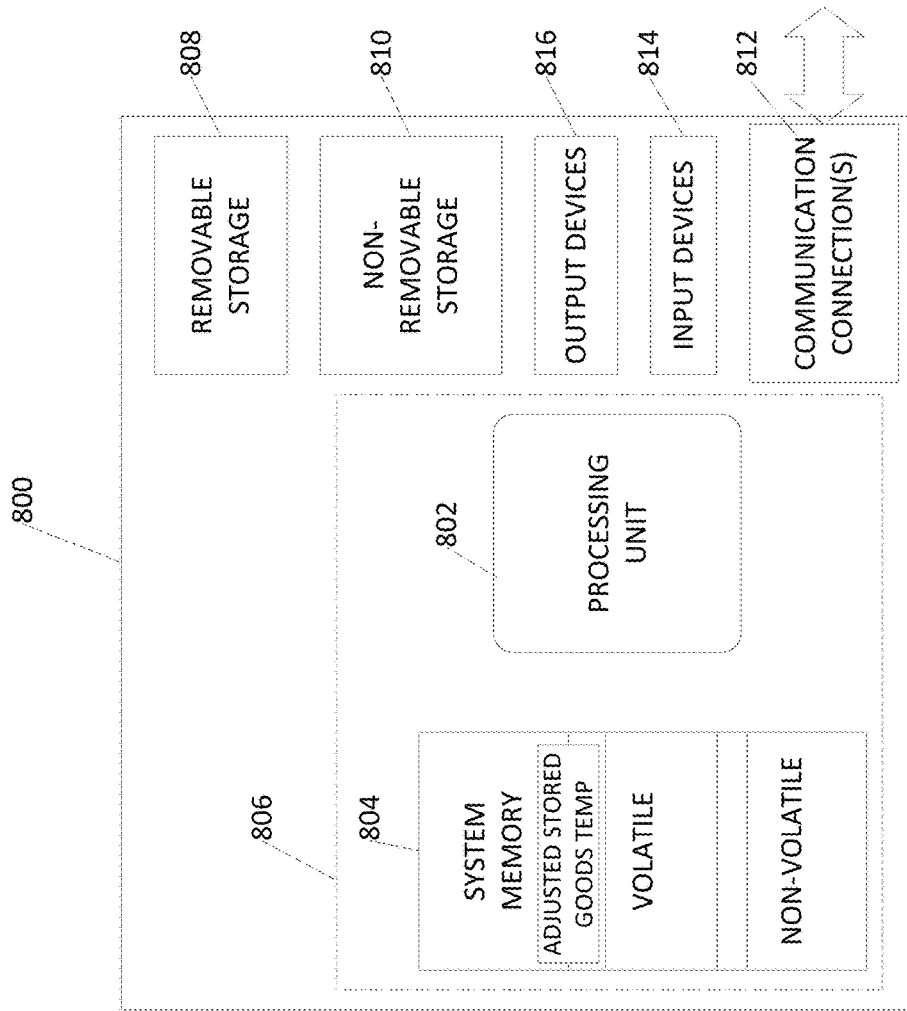 800
806
804
SYSTEM
MEMORY
ADJUSTED STORED
GOODS TEMP
VOLATILE
NON-VOLATILE
802
PROCESSING
UNIT
REMOVABLE
STORAGE
808
NON-
REMOVABLE
STORAGE
810
OUTPUT DEVICES
816
INPUT DEVICES
814
COMMUNICATION
CONNECTION(S)
812